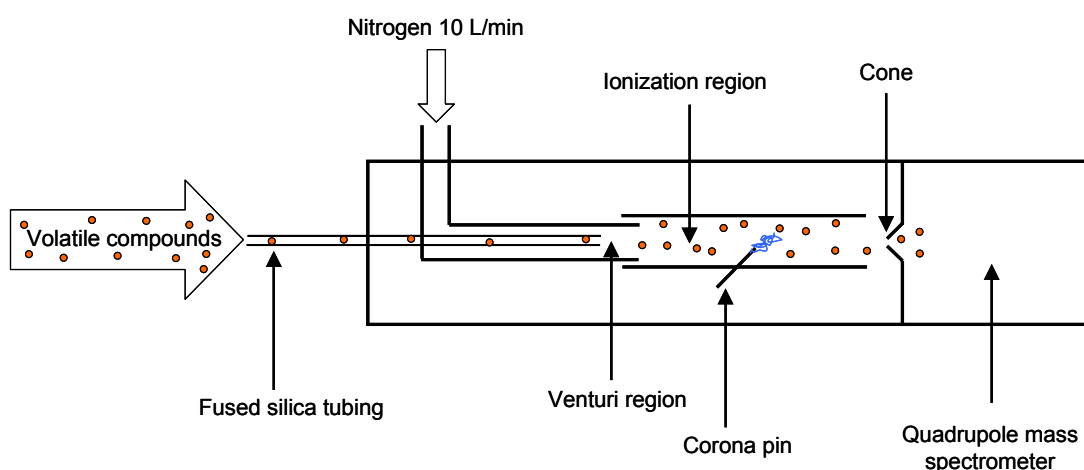 Nitrogen 10 L/min
Ionization region
Cone
Volatile compounds
Fused silica tubing
Venturi region
Corona pin
Quadrupole mass
spectrometer